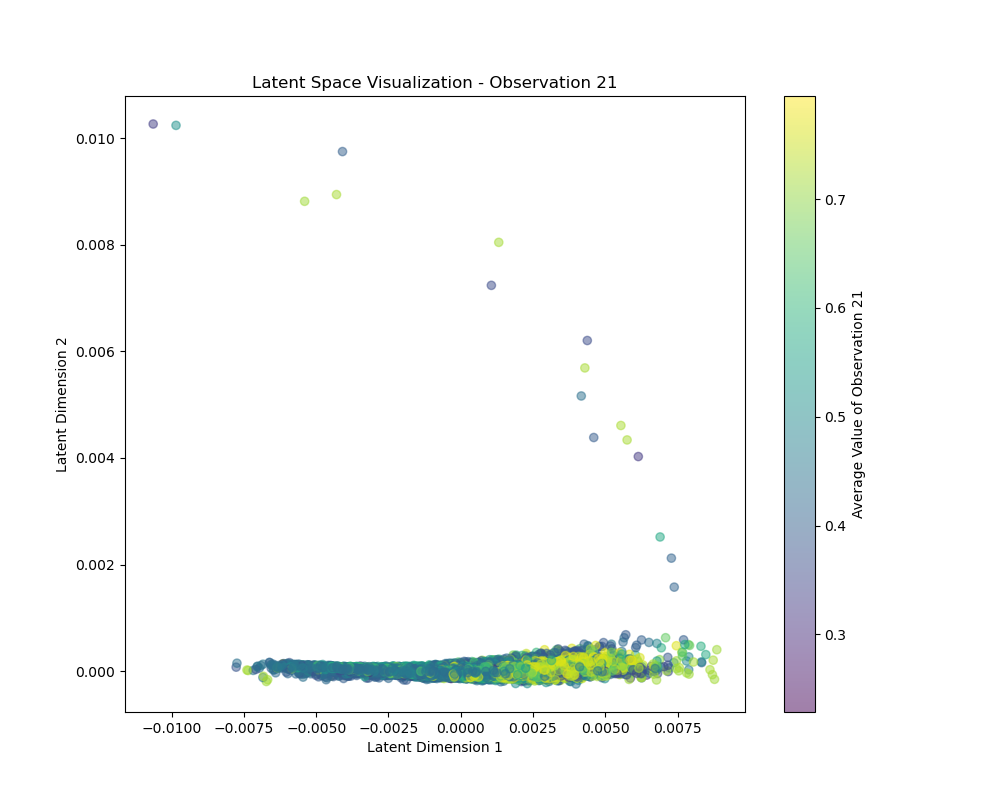 Latent Space Visualization - Observation 21
0.010
0.008
0.006
0.004
0.002
0.000
Latent Dimension 2
−0.0100 −0.0075 −0.0050 −0.0025 0.0000 0.0025 0.0050 0.0075
Latent Dimension 1
0.7
0.6
0.5
0.4
0.3
Average Value of Observation 21